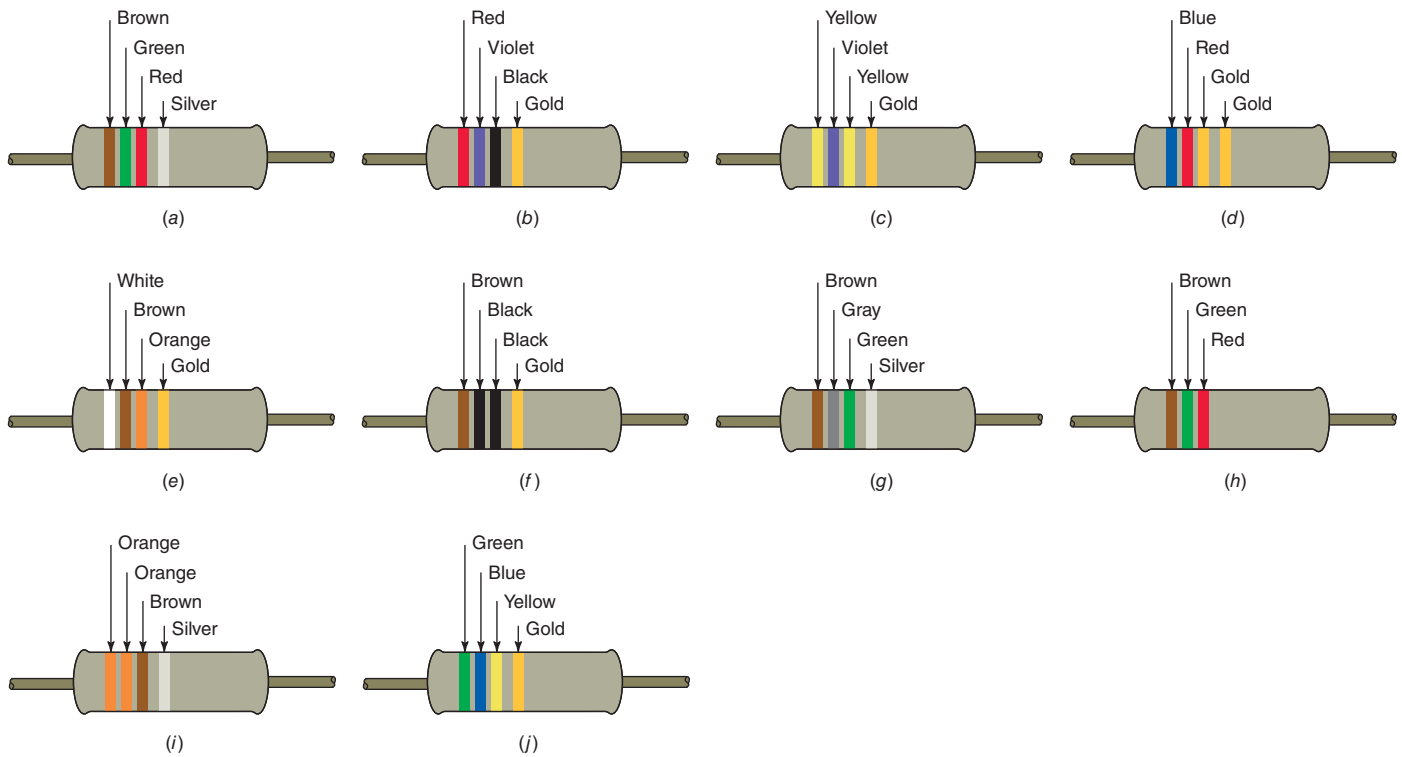 Brown
Green
Red
Silver
(a)
Red
Violet
Black
Gold
(b)
Yellow
Violet
Yellow
Gold
(c)
Blue
Red
Gold
Gold
(d)
White
Brown
Orange
Gold
(e)
Brown
Black
Black
Gold
(f)
Brown
Gray
Green
Silver
(g)
Brown
Green
Red
(h)
Orange
Orange
Brown
Silver
(i)
Green
Blue
Yellow
Gold
(j)